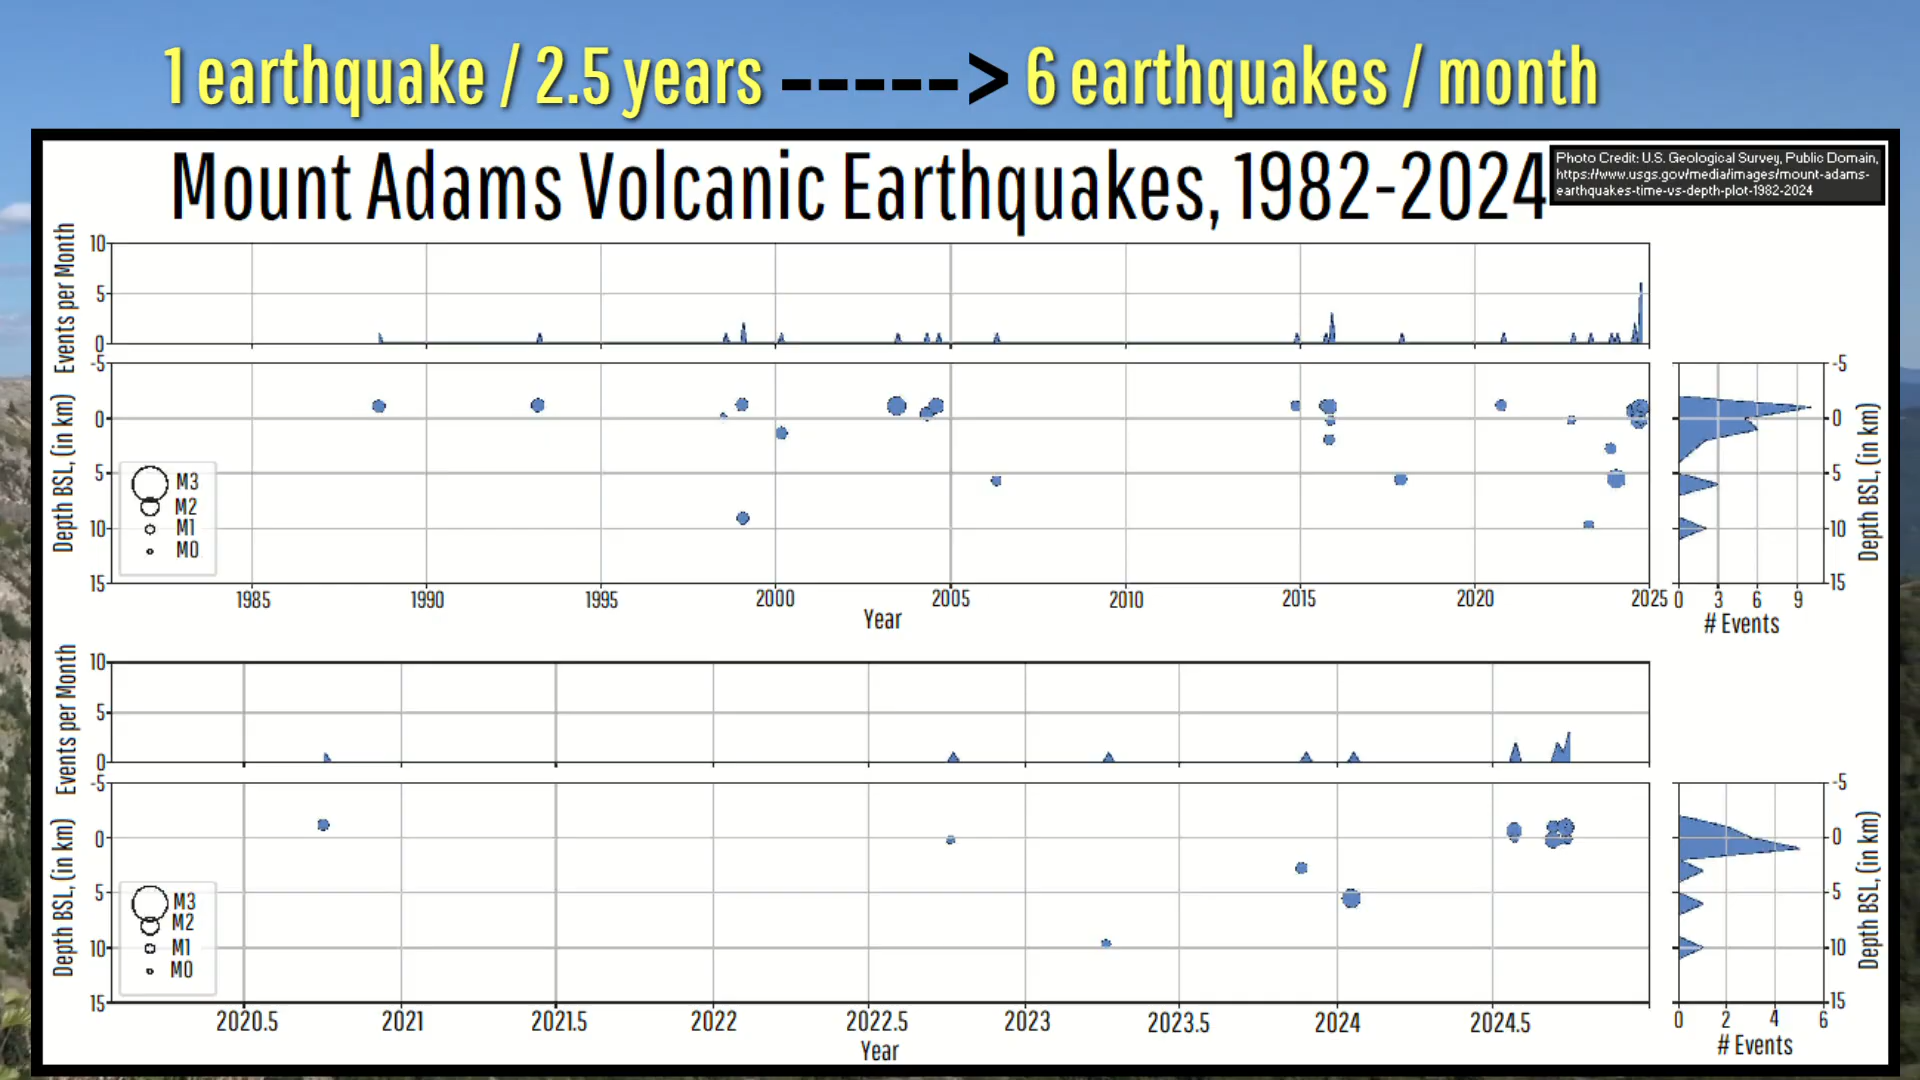 1 earthquake / 2.5 years -----> 6 earthquakes / month
Mount Adams Volcanic Earthquakes, 1982-2024
Photo Credit: U.S. Geological Survey, Public Domain,
https://www.usgs.gov/media/images/mount-adams-
earthquakes-time-vs-depth-plot-1982-2024
Events per Month
10
5
0
Depth BSL, (in km)
-5
0
5
10
15
M3
M2
M1
M0
1985 1990 1995 2000 2005 2010 2015 2020 2025
Year
-5
0
5
10
15
Depth BSL, (in km)
0 3 6 9
# Events
Events per Month
10
5
0
Depth BSL, (in km)
-5
0
5
10
15
M3
M2
M1
M0
2020.5 2021 2021.5 2022 2022.5 2023 2023.5 2024 2024.5
Year
-5
0
5
10
15
Depth BSL, (in km)
0 2 4 6
# Events